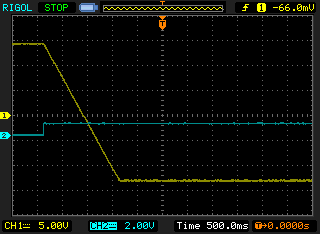 RIGOL STOP T f 1 -66.0mV
T
1
2
CH1 5.00V CH2 2.00V Time 500.0ms T→0.0000s